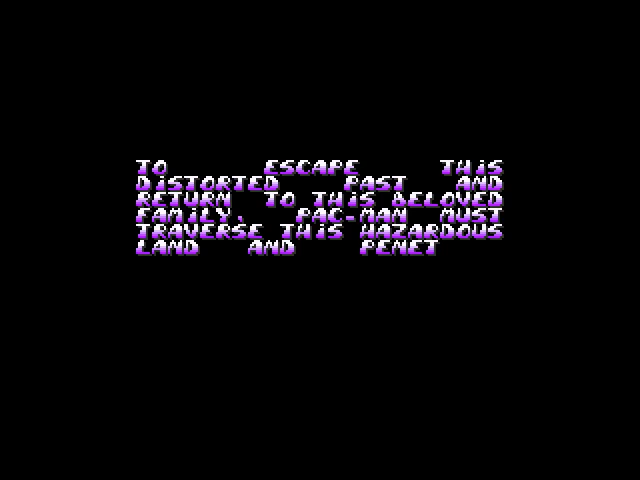 TO ESCAPE THIS
DISTORTED PAST AND
RETURN TO THIS BELOVED
FAMILY, PAC-MAN MUST
TRAVERSE THIS HAZARDOUS
LAND AND PENET